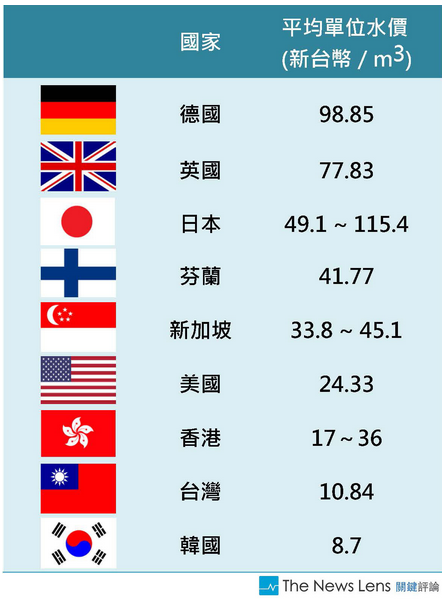 國家
平均單位水價
(新台幣 / m3)
德國 98.85
英國 77.83
日本 49.1 ~ 115.4
芬蘭 41.77
新加坡 33.8 ~ 45.1
美國 24.33
香港 17 ~ 36
台灣 10.84
韓國 8.7
The News Lens 關鍵評論